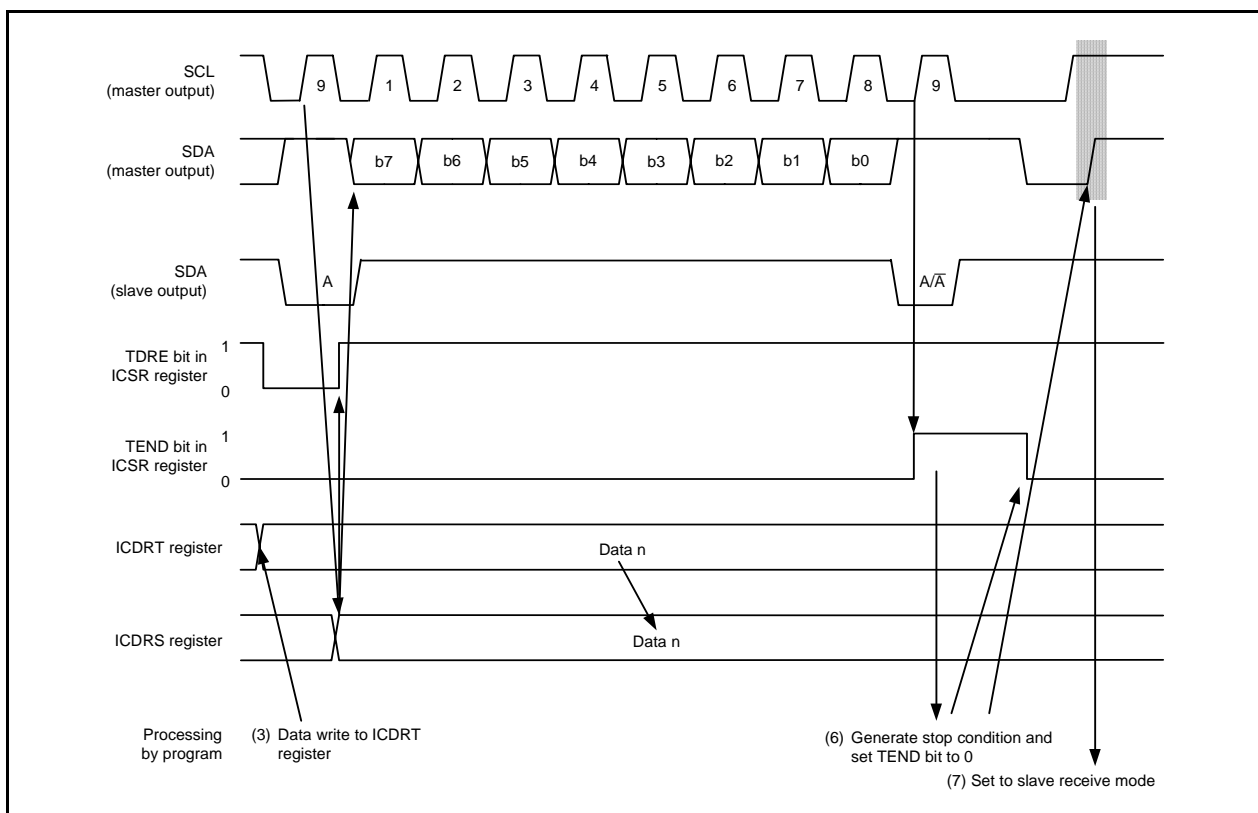 SCL
(master output)
9 1 2 3 4 5 6 7 8 9
SDA
(master output)
b7 b6 b5 b4 b3 b2 b1 b0
SDA
(slave output)
A A/A̅
TDRE bit in
ICSR register
1
0
TEND bit in
ICSR register
1
0
ICDRT register
Data n
ICDRS register
Data n
Processing
by program
(3) Data write to ICDRT
register
(6) Generate stop condition and
set TEND bit to 0
(7) Set to slave receive mode